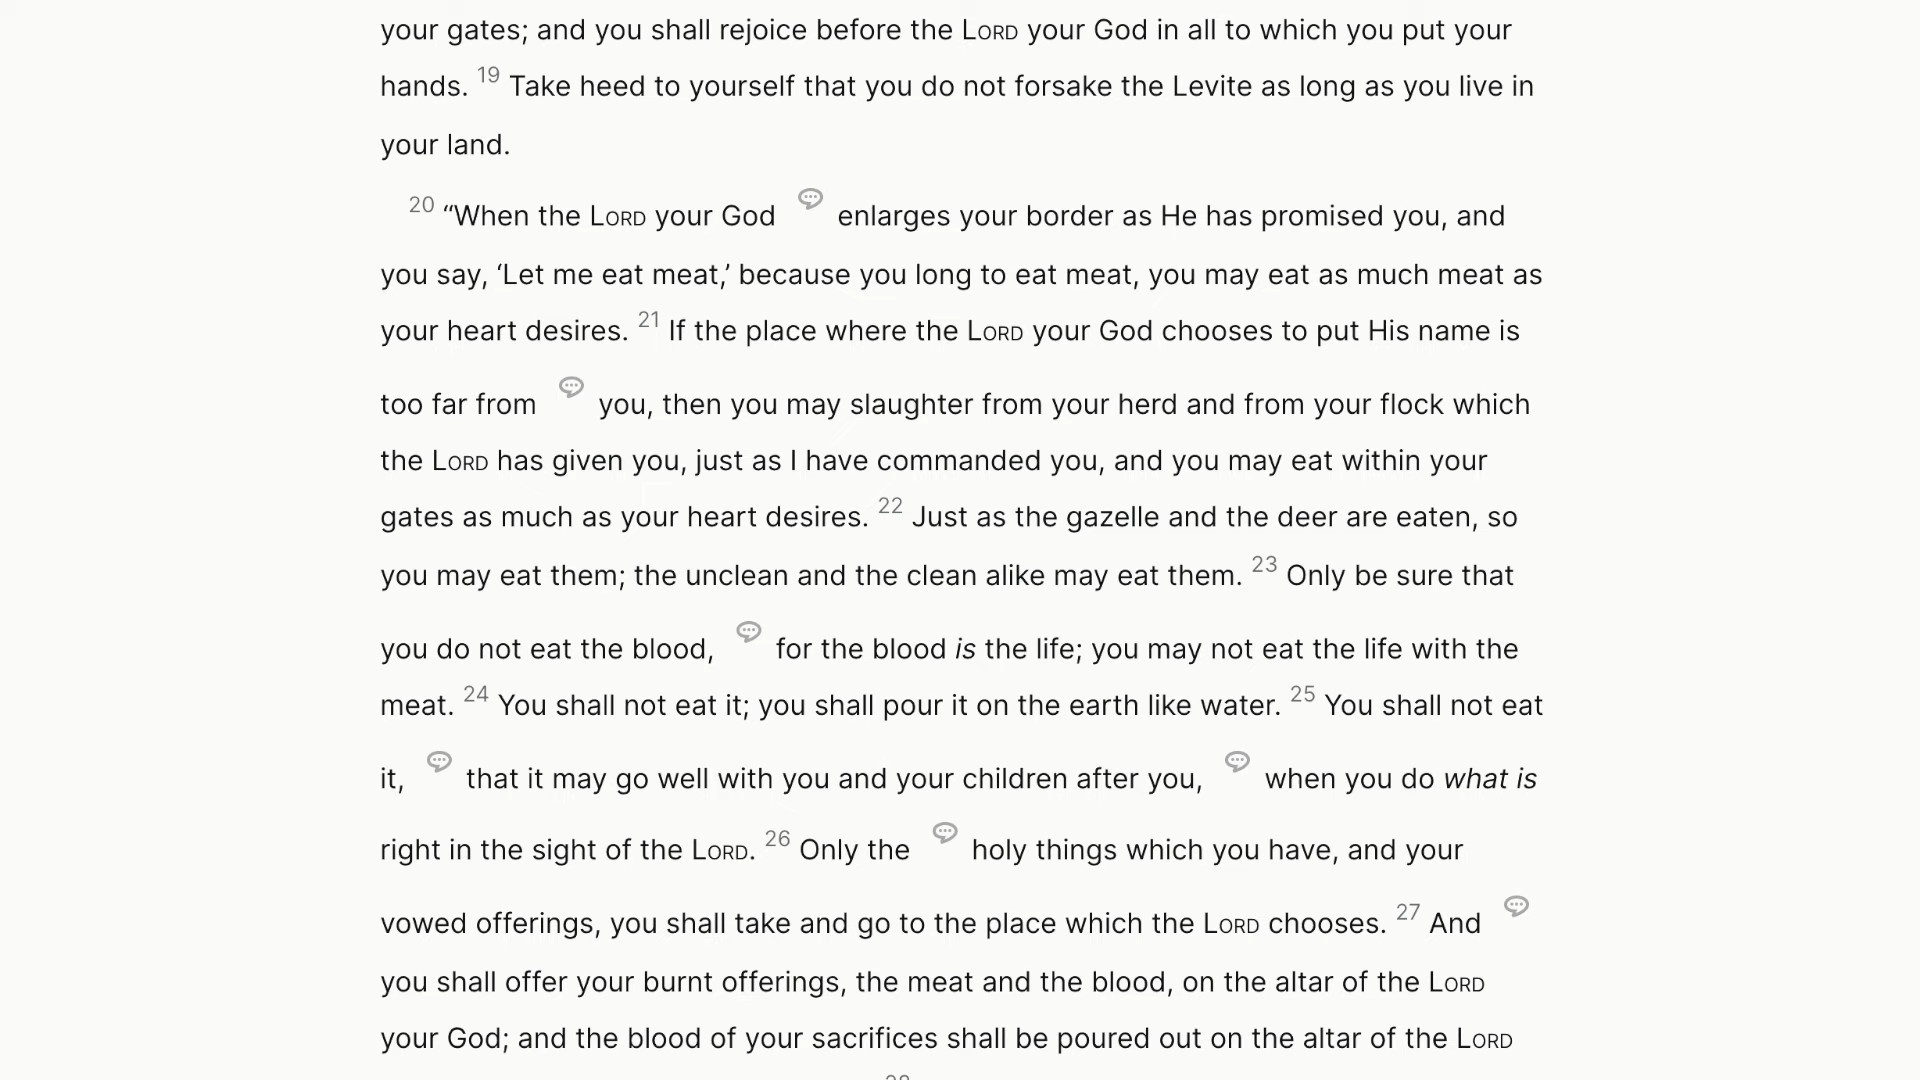 your gates; and you shall rejoice before the LORD your God in all to which you put your
hands. 19 Take heed to yourself that you do not forsake the Levite as long as you live in
your land.
20 “When the LORD your God enlarges your border as He has promised you, and
you say, ‘Let me eat meat,’ because you long to eat meat, you may eat as much meat as
your heart desires. 21 If the place where the LORD your God chooses to put His name is
too far from you, then you may slaughter from your herd and from your flock which
the LORD has given you, just as I have commanded you, and you may eat within your
gates as much as your heart desires. 22 Just as the gazelle and the deer are eaten, so
you may eat them; the unclean and the clean alike may eat them. 23 Only be sure that
you do not eat the blood, for the blood is the life; you may not eat the life with the
meat. 24 You shall not eat it; you shall pour it on the earth like water. 25 You shall not eat
it, that it may go well with you and your children after you, when you do what is
right in the sight of the LORD. 26 Only the holy things which you have, and your
vowed offerings, you shall take and go to the place which the LORD chooses. 27 And
you shall offer your burnt offerings, the meat and the blood, on the altar of the LORD
your God; and the blood of your sacrifices shall be poured out on the altar of the LORD